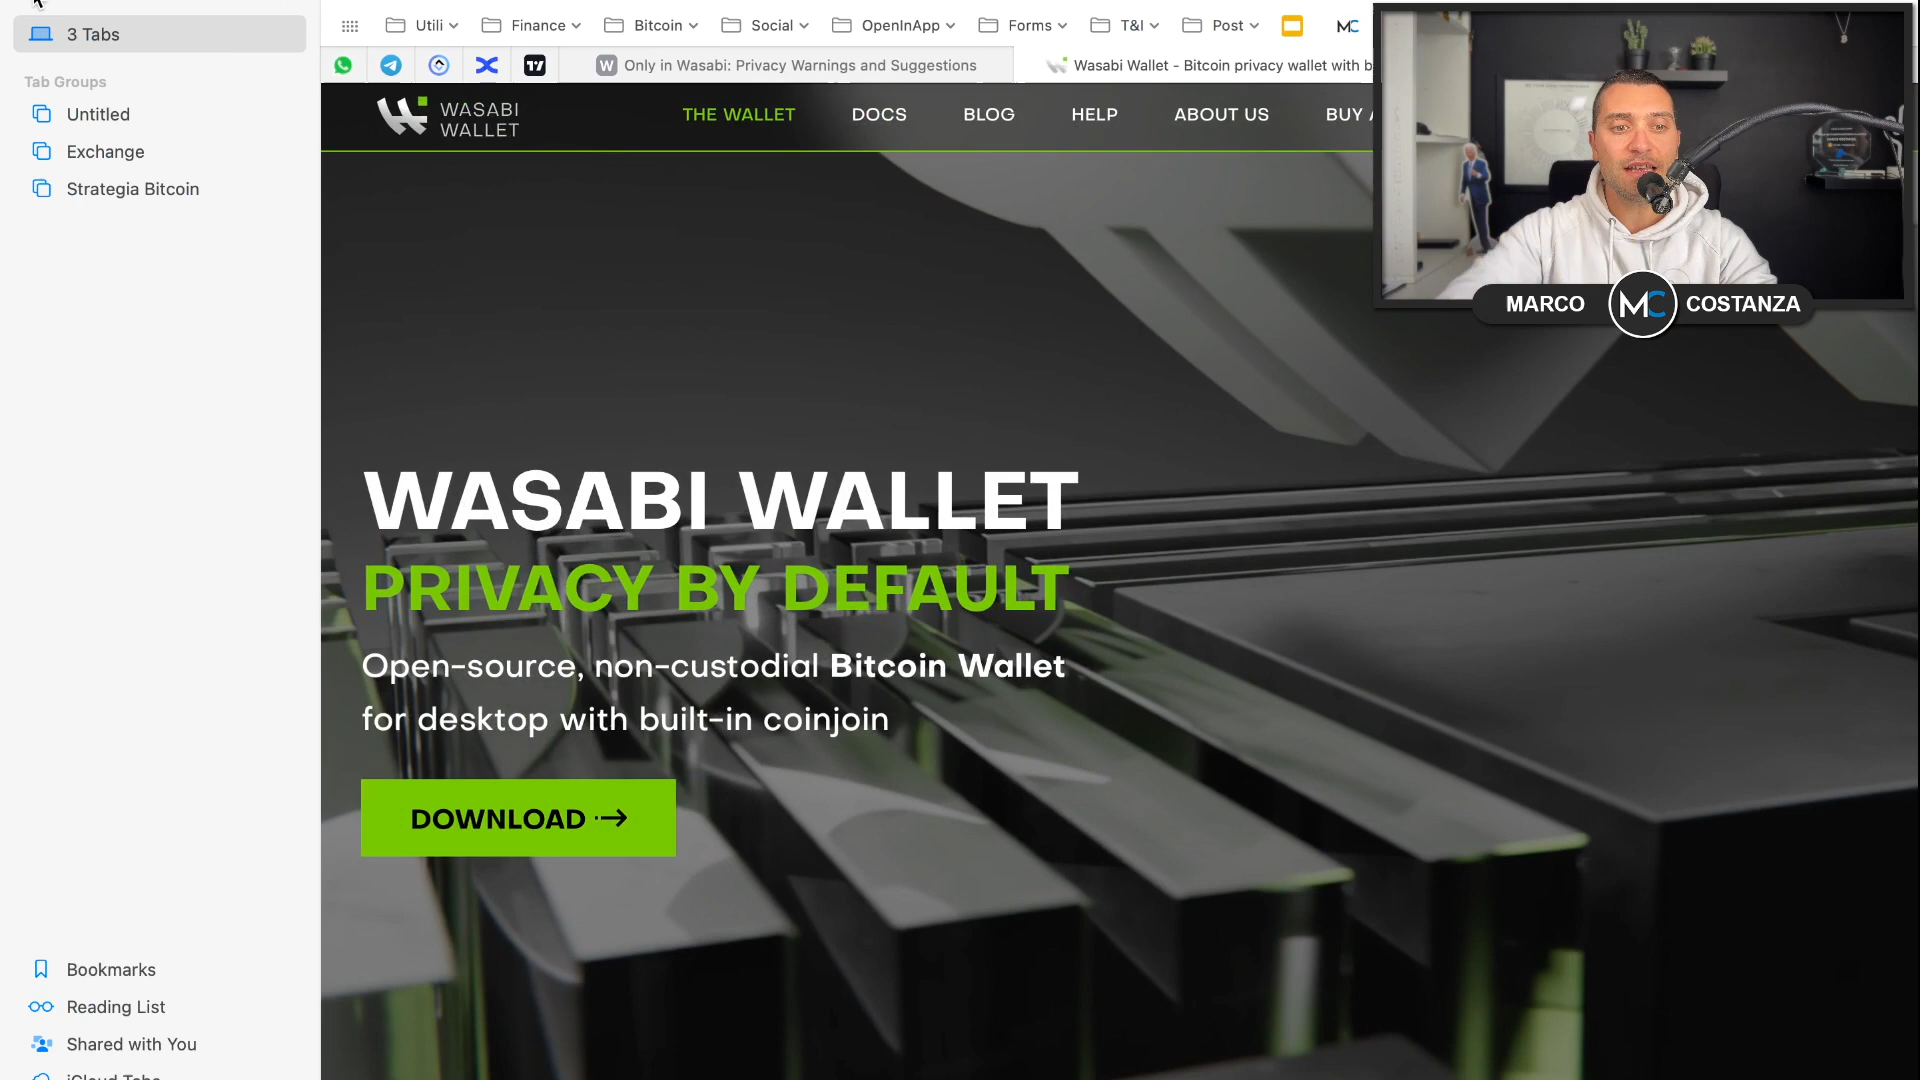 3 Tabs
Tab Groups
Untitled
Exchange
Strategia Bitcoin
Bookmarks
Reading List
Shared with You
iCloud Tabs
Utili
Finance
Bitcoin
Social
OpenInApp
Forms
T&I
Post
MC
W Only in Wasabi: Privacy Warnings and Suggestions
Wasabi Wallet - Bitcoin privacy wallet with b
WASABI
WALLET
THE WALLET
DOCS
BLOG
HELP
ABOUT US
BUY
MARCO MC COSTANZA
WASABI WALLET
PRIVACY BY DEFAULT
Open-source, non-custodial Bitcoin Wallet
for desktop with built-in coinjoin
DOWNLOAD